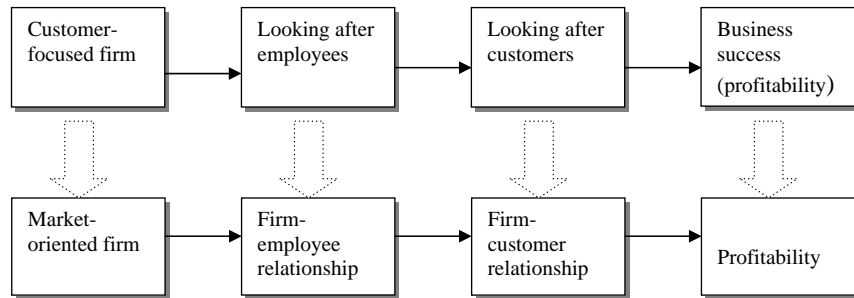 Customer-
focused firm
Looking after
employees
Looking after
customers
Business
success
(profitability)
Market-
oriented firm
Firm-
employee
relationship
Firm-
customer
relationship
Profitability